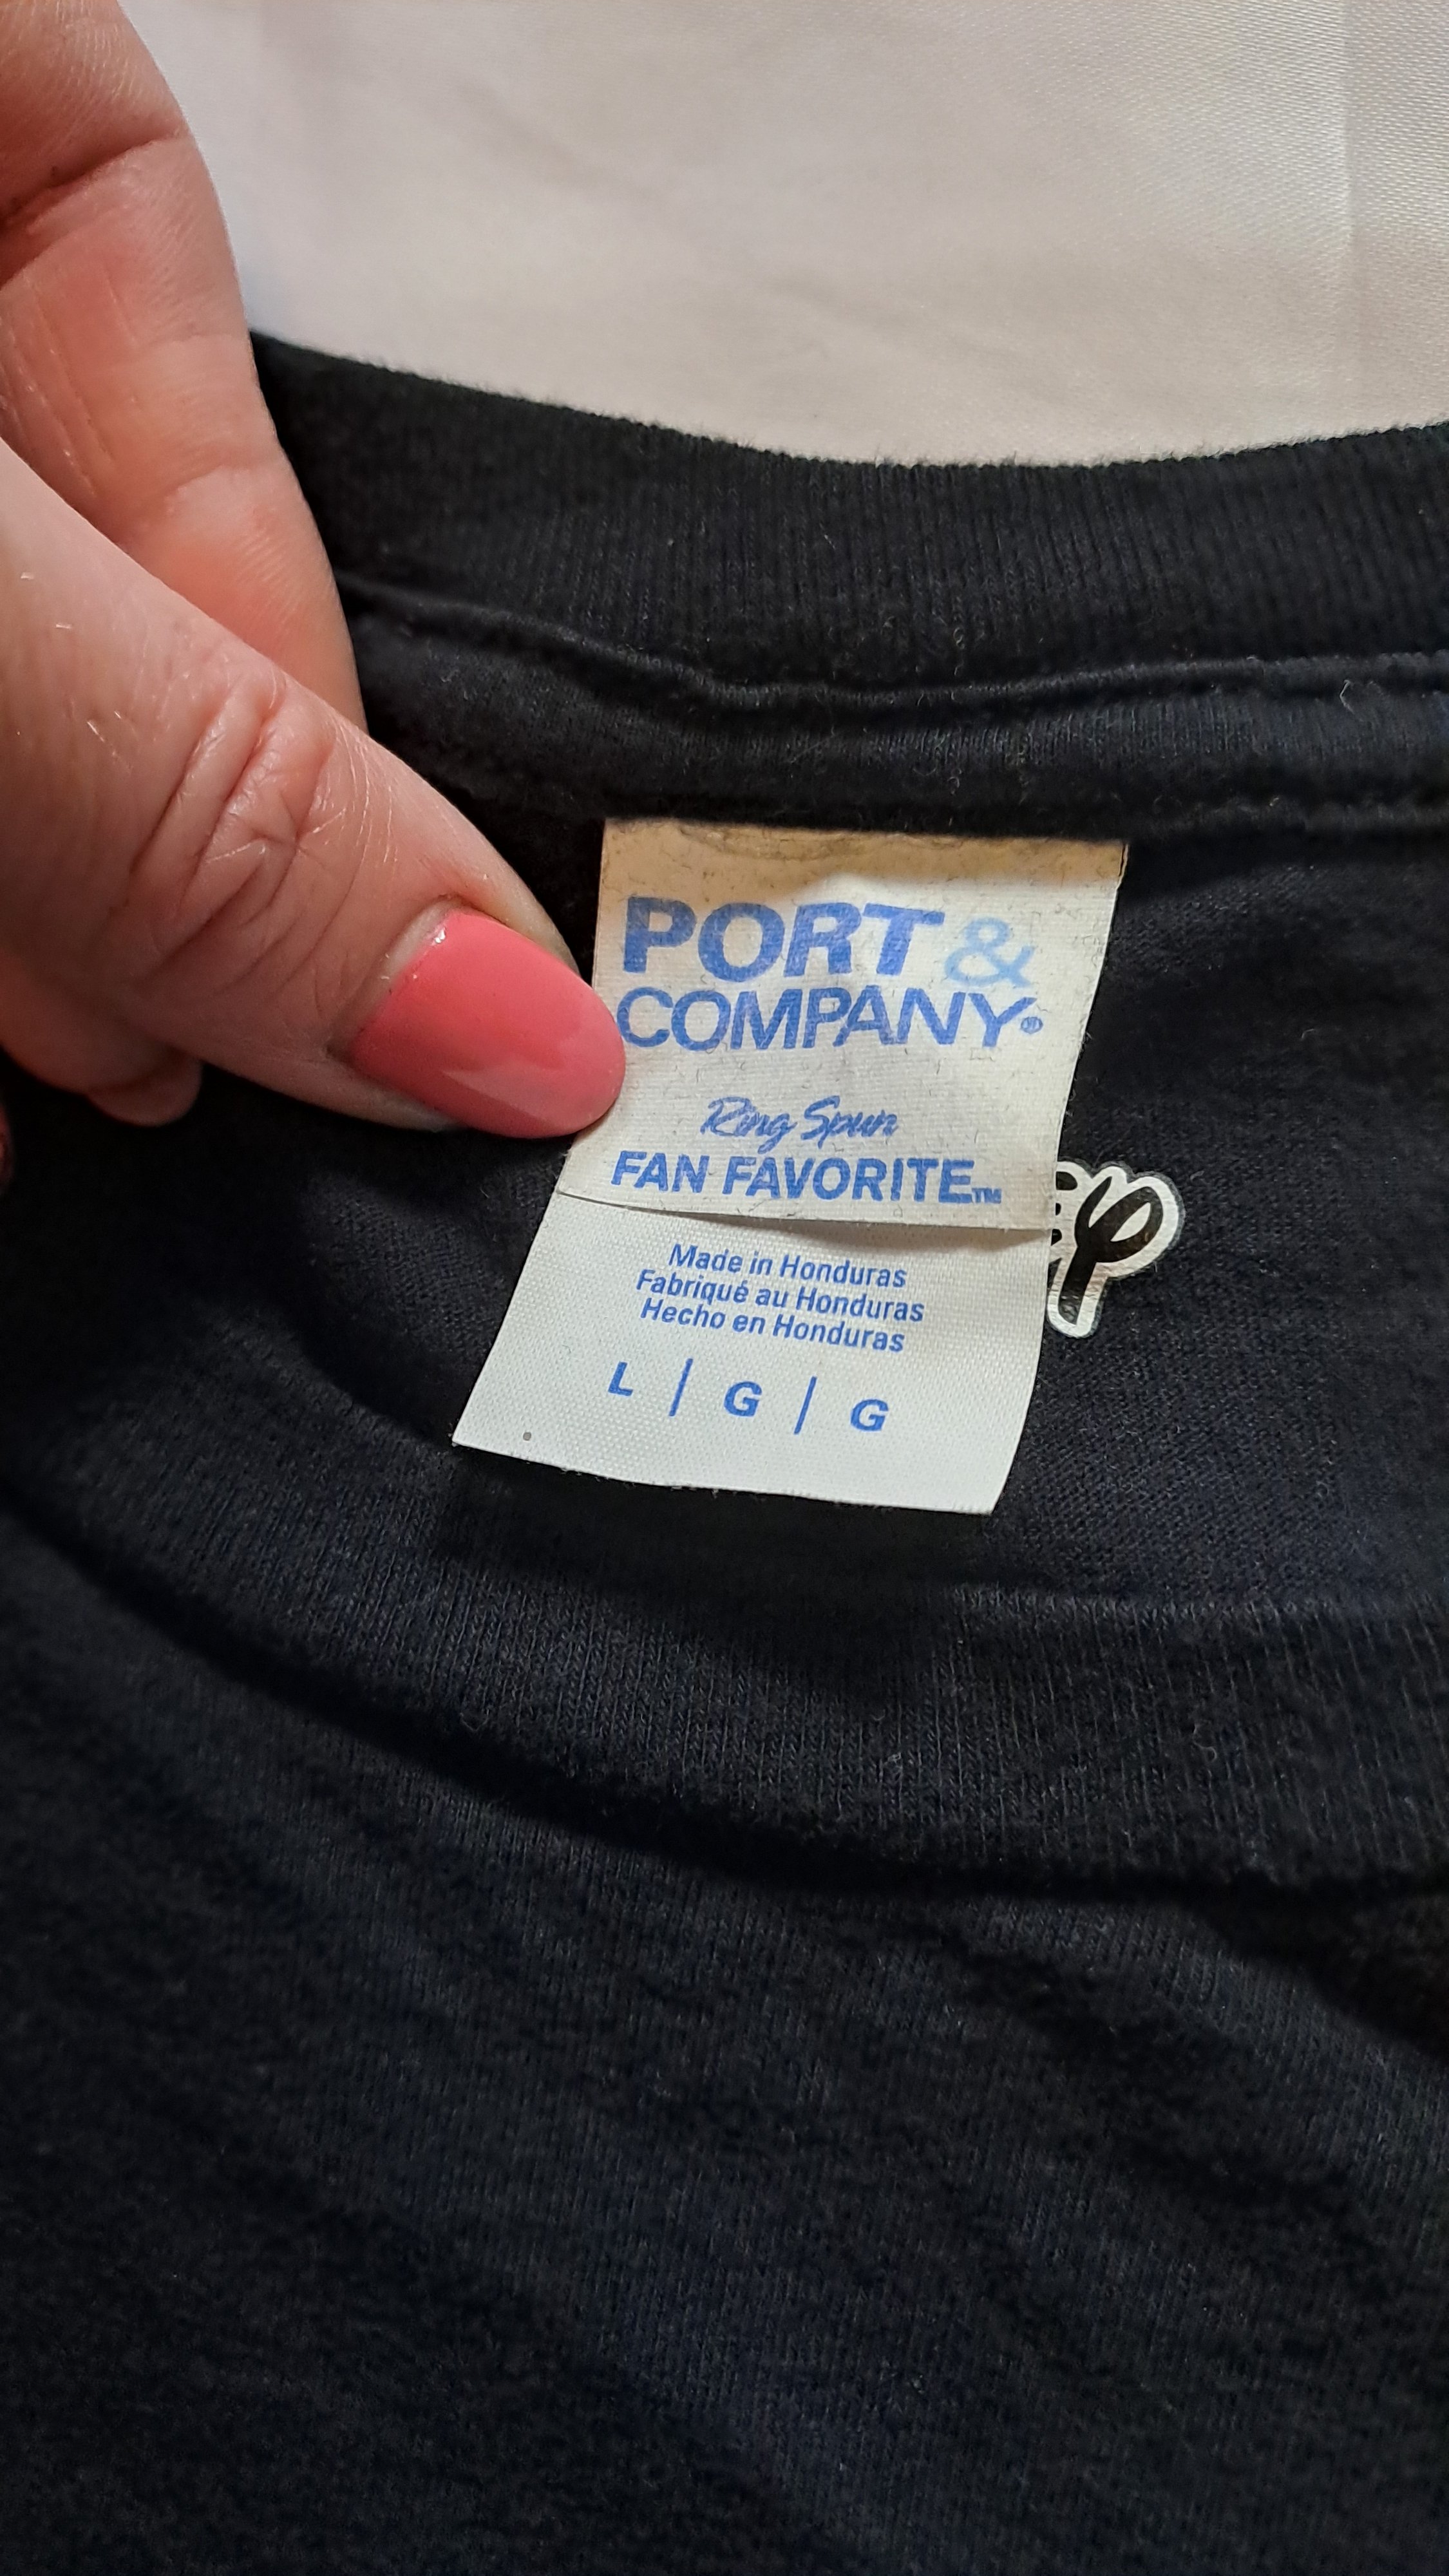 PORT &
COMPANY®
Ring Spun
FAN FAVORITE™
Made in Honduras
Fabriqué au Honduras
Hecho en Honduras
L | G | G